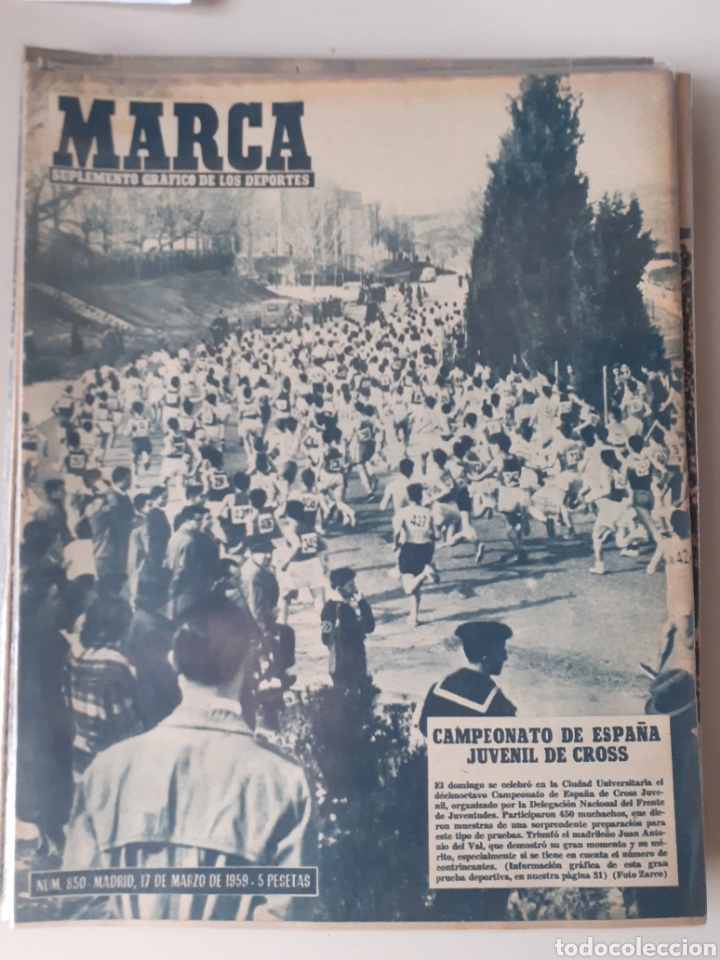 MARCA
SUPLEMENTO GRAFICO DE LOS DEPORTES
437
CAMPEONATO DE ESPAÑA
JUVENIL DE CROSS
El domingo se celebró en la Ciudad Universitaria el
décimoctavo Campeonato de España de Cross Juve-
nil, organizado por la Delegación Nacional del Frente
de Juventudes. Participaron 450 muchachos, que die-
ron muestras de una sorprendente preparación para
este tipo de pruebas. Triunfó el madrileño Juan Anto-
nio del Val, que demostró su gran momento y su mé-
rito, especialmente si se tiene en cuenta el número de
contrincantes. (Información gráfica de esta gran
prueba deportiva, en nuestra página 31) (Foto Zarco)
NUM. 850 - MADRID, 17 DE MARZO DE 1959 - 5 PESETAS
todocoleccion.net